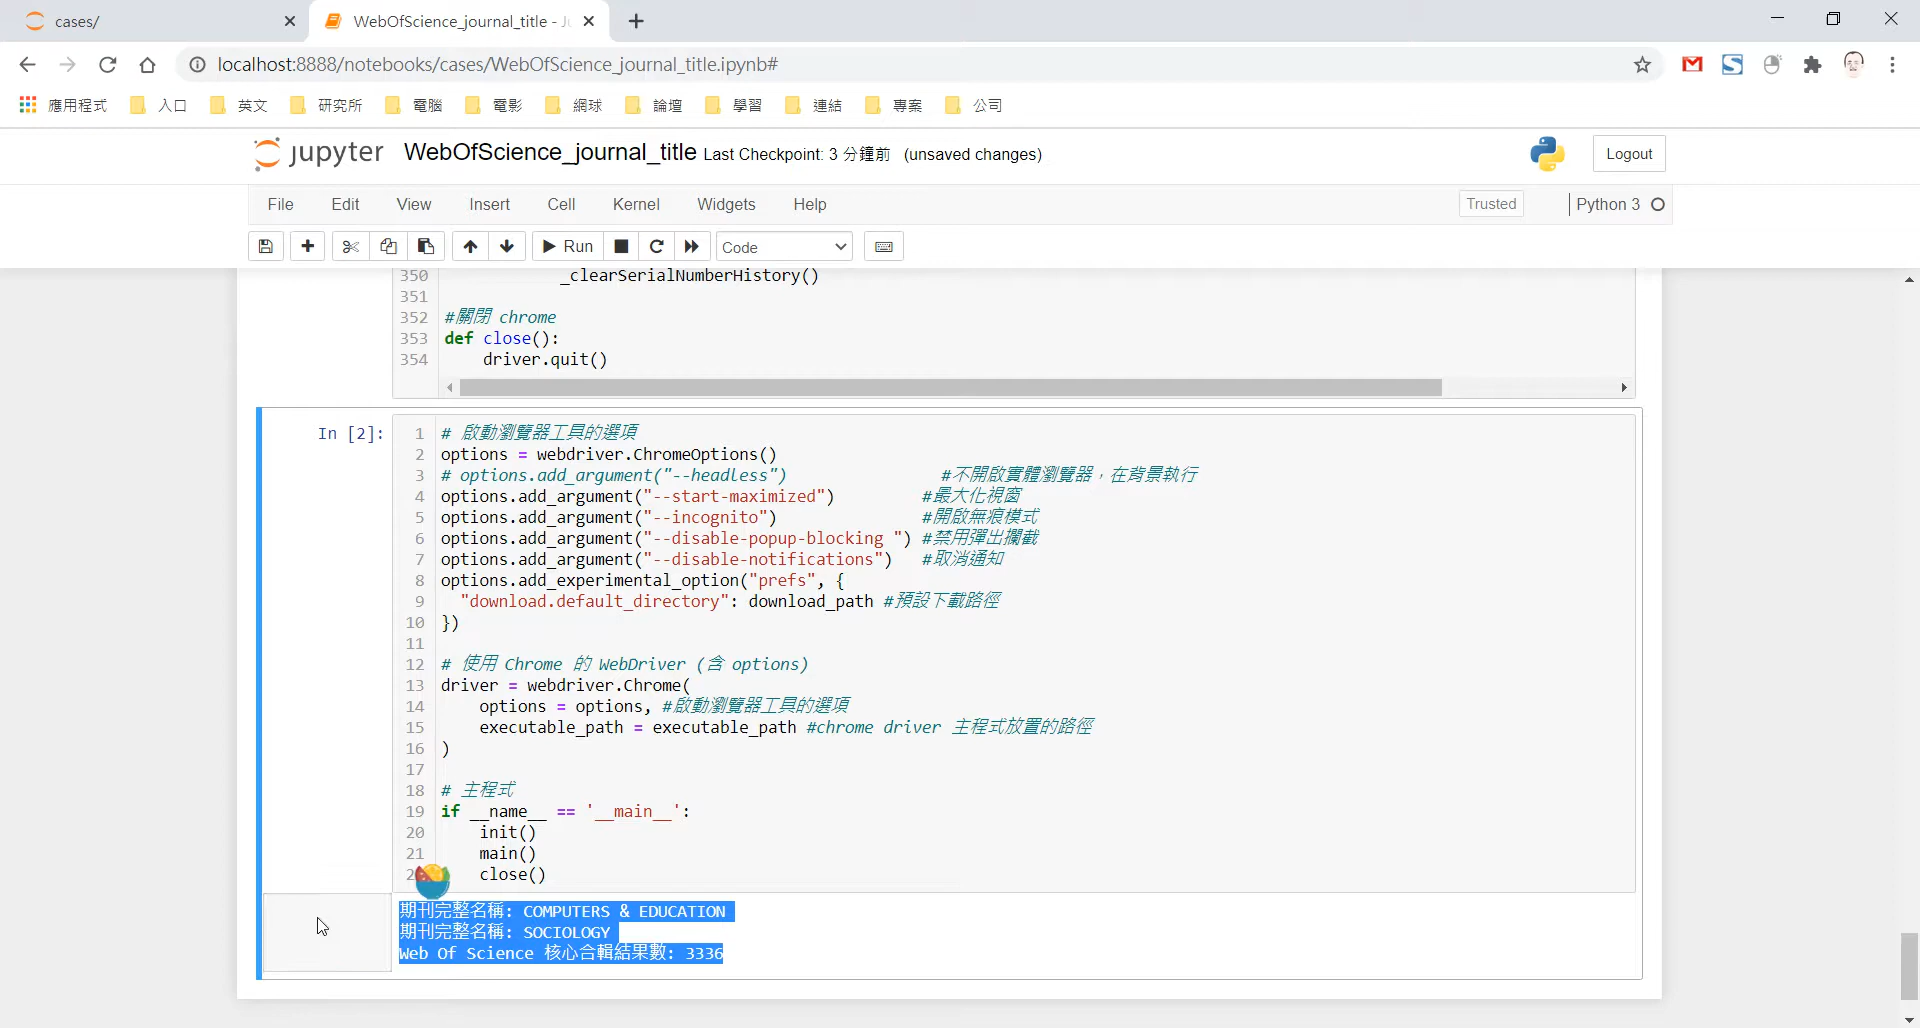 cases/
WebOfScience_journal_title - Ju
localhost:8888/notebooks/cases/WebOfScience_journal_title.ipynb#
應用程式 入口 英文 研究所 電腦 電影 網球 論壇 學習 連結 專案 公司
jupyter WebOfScience_journal_title Last Checkpoint: 3 分鐘前 (unsaved changes) Logout
File Edit View Insert Cell Kernel Widgets Help Trusted Python 3
Run Code
350 _clearSerialNumberHistory()
351
352 #關閉 chrome
353 def close():
354 driver.quit()
In [2]:
1 # 啟動瀏覽器工具的選項
2 options = webdriver.ChromeOptions()
3 # options.add_argument("--headless") #不開啟實體瀏覽器，在背景執行
4 options.add_argument("--start-maximized") #最大化視窗
5 options.add_argument("--incognito") #開啟無痕模式
6 options.add_argument("--disable-popup-blocking ") #禁用彈出攔截
7 options.add_argument("--disable-notifications") #取消通知
8 options.add_experimental_option("prefs", {
9 "download.default_directory": download_path #預設下載路徑
10 })
11
12 # 使用 Chrome 的 WebDriver (含 options)
13 driver = webdriver.Chrome(
14 options = options, #啟動瀏覽器工具的選項
15 executable_path = executable_path #chrome driver 主程式放置的路徑
16 )
17
18 # 主程式
19 if __name__ == '__main__':
20 init()
21 main()
close()
期刊完整名稱: COMPUTERS & EDUCATION
期刊完整名稱: SOCIOLOGY
Web Of Science 核心合輯結果數: 3336